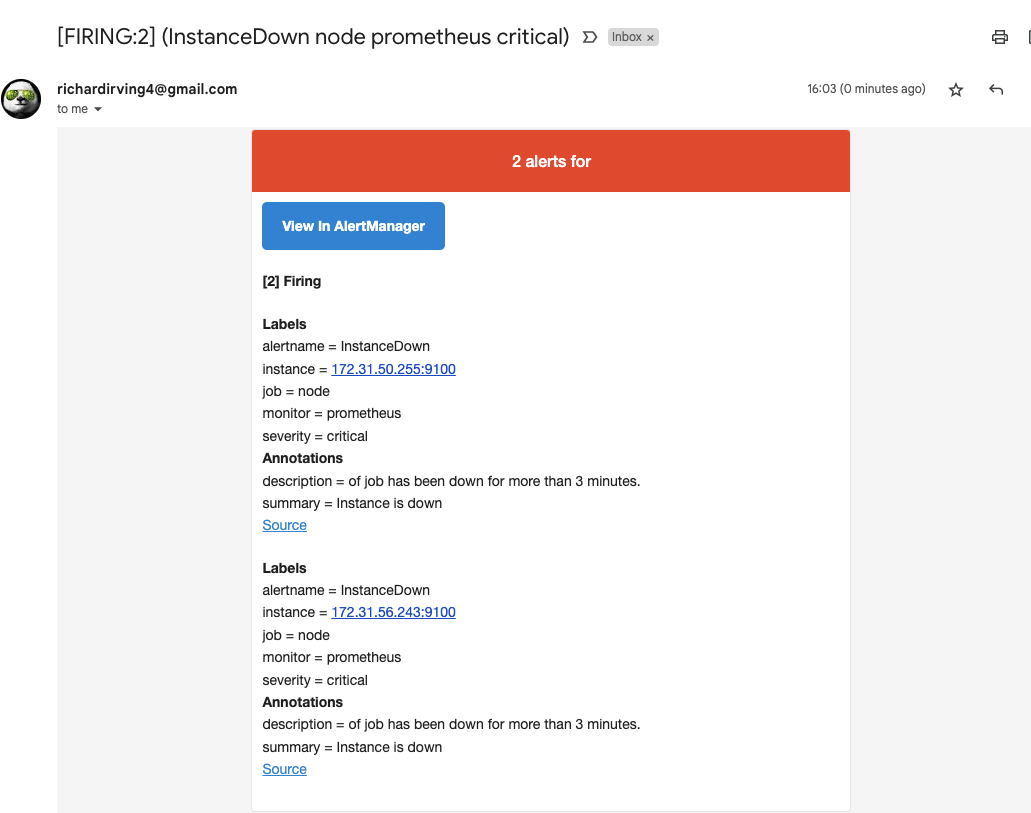 [FIRING:2] (InstanceDown node prometheus critical) Inbox ×
richardirving4@gmail.com 16:03 (0 minutes ago)
to me
2 alerts for
View In AlertManager
[2] Firing
Labels
alertname = InstanceDown
instance = 172.31.50.255:9100
job = node
monitor = prometheus
severity = critical
Annotations
description = of job has been down for more than 3 minutes.
summary = Instance is down
Source
Labels
alertname = InstanceDown
instance = 172.31.56.243:9100
job = node
monitor = prometheus
severity = critical
Annotations
description = of job has been down for more than 3 minutes.
summary = Instance is down
Source